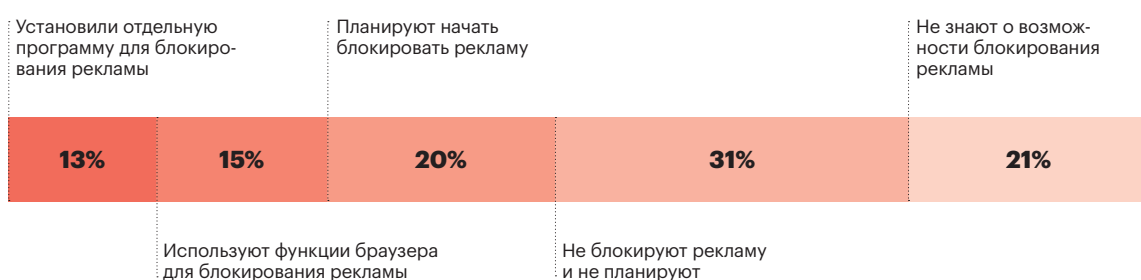 Установили отдельную
программу для блокиро-
вания рекламы
Планируют начать
блокировать рекламу
Не знают о возмож-
ности блокирования
рекламы
13%
15%
20%
31%
21%
Используют функции браузера
для блокирования рекламы
Не блокируют рекламу
и не планируют